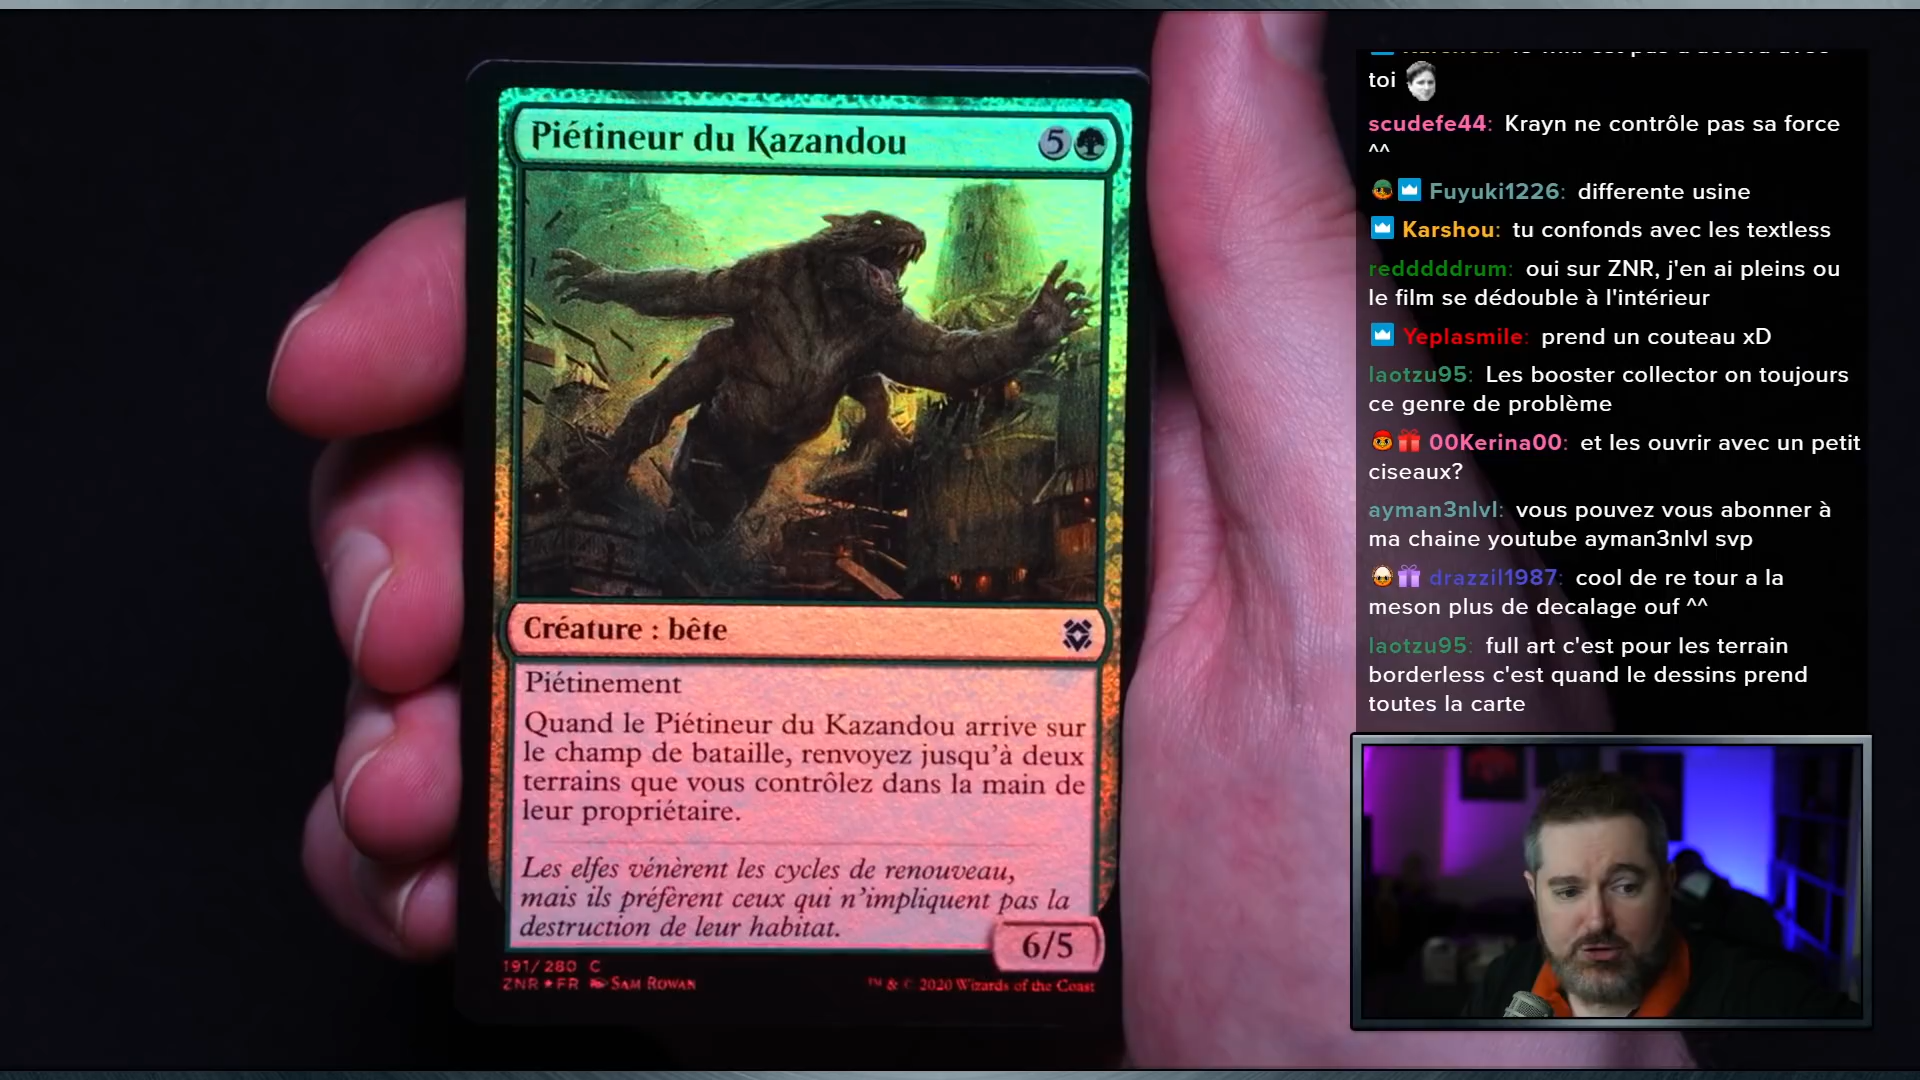 Piétineur du Kazandou
5
Créature : bête
Piétinement
Quand le Piétineur du Kazandou arrive sur
le champ de bataille, renvoyez jusqu'à deux
terrains que vous contrôlez dans la main de
leur propriétaire.
Les elfes vénèrent les cycles de renouveau,
mais ils préfèrent ceux qui n'impliquent pas la
destruction de leur habitat.
6/5
191/280 C
ZNR ★ FR Sam Rowan
™ & © 2020 Wizards of the Coast
toi
scudefe44: Krayn ne contrôle pas sa force
^^
Fuyuki1226: differente usine
Karshou: tu confonds avec les textless
redddddrum: oui sur ZNR, j'en ai pleins ou
le film se dédouble à l'intérieur
Yeplasmile: prend un couteau xD
laotzu95: Les booster collector on toujours
ce genre de problème
00Kerina00: et les ouvrir avec un petit
ciseaux?
ayman3nlvl: vous pouvez vous abonner à
ma chaine youtube ayman3nlvl svp
drazzil1987: cool de re tour a la
meson plus de decalage ouf ^^
laotzu95: full art c'est pour les terrain
borderless c'est quand le dessins prend
toutes la carte